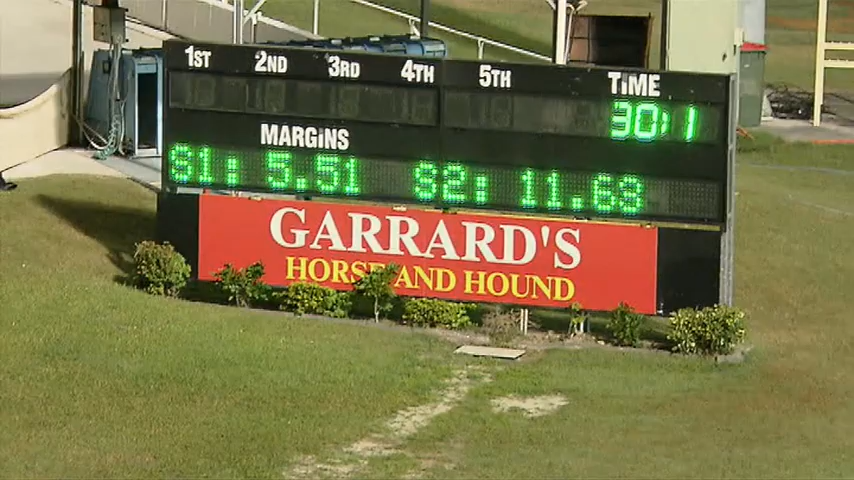 1ST 2ND 3RD 4TH 5TH TIME
30:1
MARGINS
S1: 5.51 S2: 11.63
GARRARD'S
HORSE AND HOUND